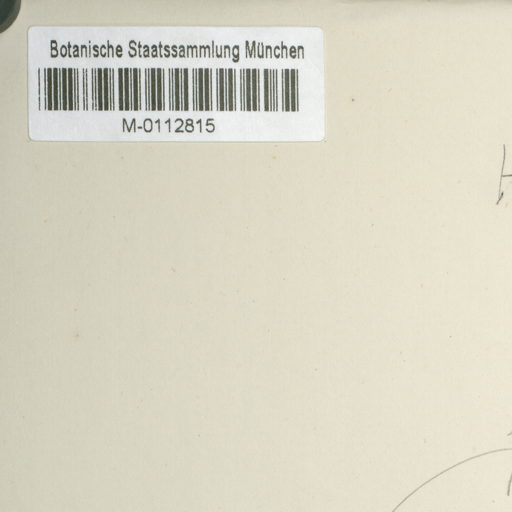 Botanische Staatssammlung München
M-0112815